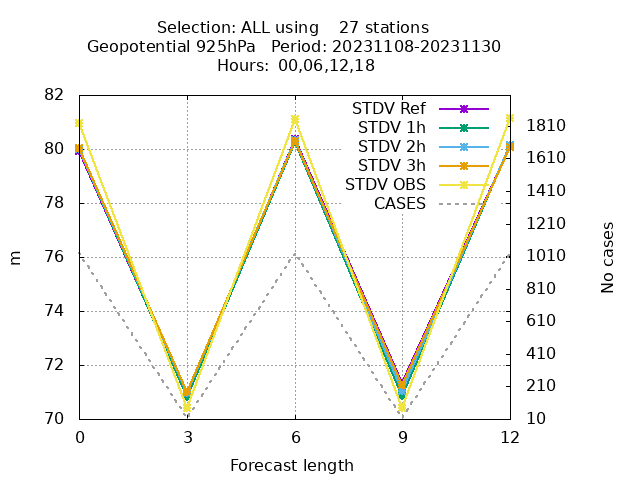 Selection: ALL using    27 stations
Geopotential 925hPa   Period: 20231108-20231130
Hours:  00,06,12,18
STDV Ref
STDV 1h
STDV 2h
STDV 3h
STDV OBS
CASES
82
80
78
76
74
72
70
m
1810
1610
1410
1210
1010
810
610
410
210
10
No cases
0 3 6 9 12
Forecast length